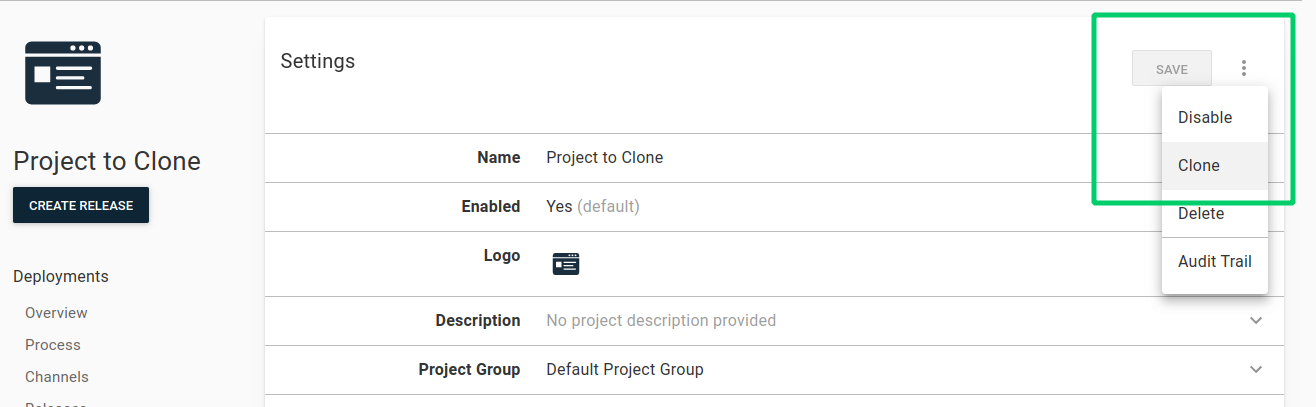 Project to Clone
CREATE RELEASE
Deployments
Overview
Process
Channels
Releases
Settings
SAVE
Disable
Clone
Delete
Audit Trail
Name Project to Clone
Enabled Yes (default)
Logo
Description No project description provided
Project Group Default Project Group